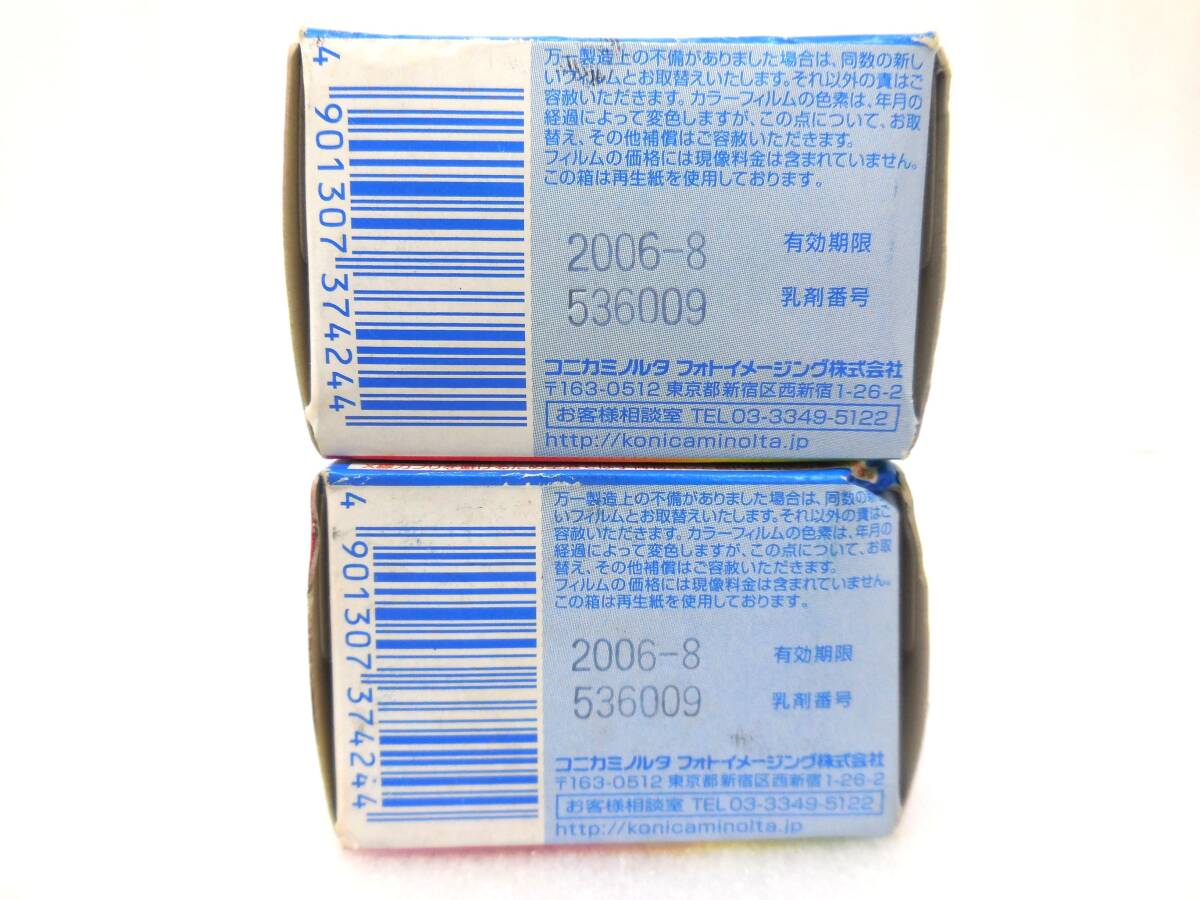 4 901307 374244
万一製造上の不備がありました場合は、同数の新し
いフィルムとお取替えいたします。それ以外の責はご
容赦いただきます。カラーフィルムの色素は、年月の
経過によって変色しますが、この点について、お取
替え、その他補償はご容赦いただきます。
フィルムの価格には現像料金は含まれていません。
この箱は再生紙を使用しております。
2006-8 有効期限
536009 乳剤番号
コニカミノルタ フォトイメージング株式会社
〒163-0512 東京都新宿区西新宿1-26-2
お客様相談室 TEL 03-3349-5122
http://konicaminolta.jp
4 901307 374244
万一製造上の不備がありました場合は、同数の新し
いフィルムとお取替えいたします。それ以外の責はご
容赦いただきます。カラーフィルムの色素は、年月の
経過によって変色しますが、この点について、お取
替え、その他補償はご容赦いただきます。
フィルムの価格には現像料金は含まれていません。
この箱は再生紙を使用しております。
2006-8 有効期限
536009 乳剤番号
コニカミノルタ フォトイメージング株式会社
〒163-0512 東京都新宿区西新宿1-26-2
お客様相談室 TEL 03-3349-5122
http://konicaminolta.jp